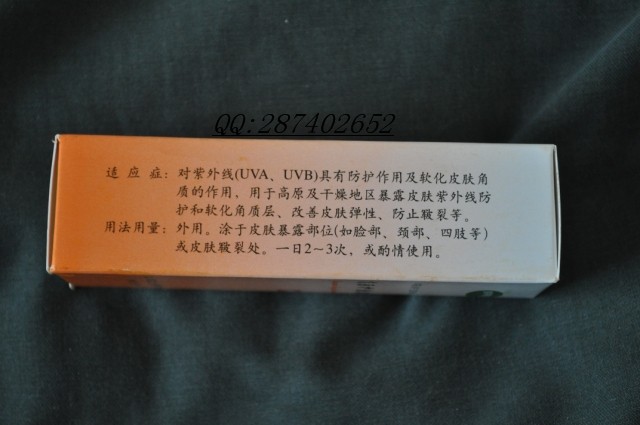 QQ:287402652
适 应 症：对紫外线(UVA、UVB)具有防护作用及软化皮肤角
质的作用，用于高原及干燥地区暴露皮肤紫外线防
护和软化角质层、改善皮肤弹性、防止皲裂等。
用法用量：外用。涂于皮肤暴露部位(如脸部、颈部、四肢等)
或皮肤皲裂处。一日2～3次，或酌情使用。